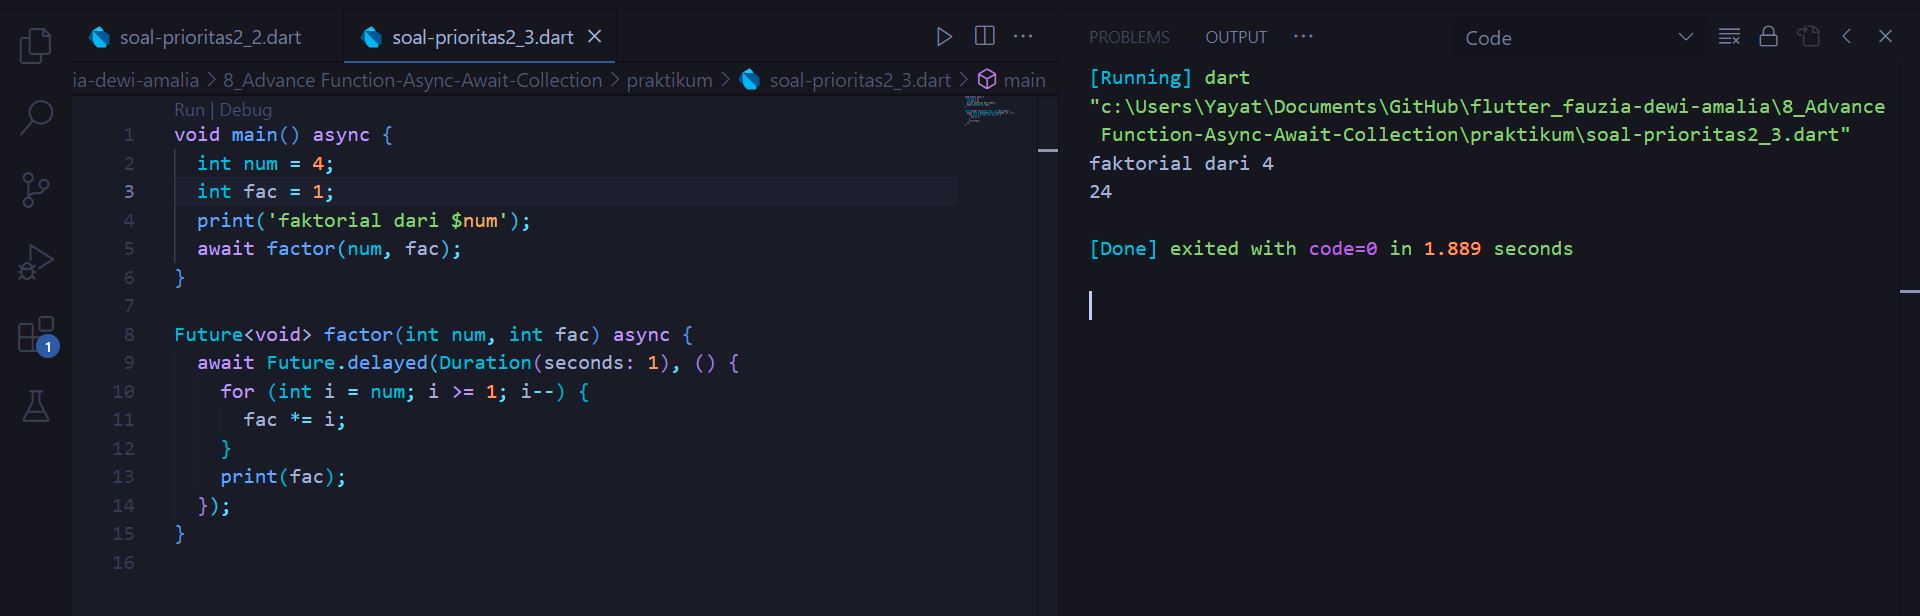 soal-prioritas2_2.dart
soal-prioritas2_3.dart
ia-dewi-amalia > 8_Advance Function-Async-Await-Collection > praktikum > soal-prioritas2_3.dart > main
Run | Debug
1 void main() async {
2 int num = 4;
3 int fac = 1;
4 print('faktorial dari $num');
5 await factor(num, fac);
6 }
7
8 Future<void> factor(int num, int fac) async {
9 await Future.delayed(Duration(seconds: 1), () {
10 for (int i = num; i >= 1; i--) {
11 fac *= i;
12 }
13 print(fac);
14 });
15 }
16
1
PROBLEMS OUTPUT ... Code
[Running] dart
"c:\Users\Yayat\Documents\GitHub\flutter_fauzia-dewi-amalia\8_Advance
Function-Async-Await-Collection\praktikum\soal-prioritas2_3.dart"
faktorial dari 4
24
[Done] exited with code=0 in 1.889 seconds